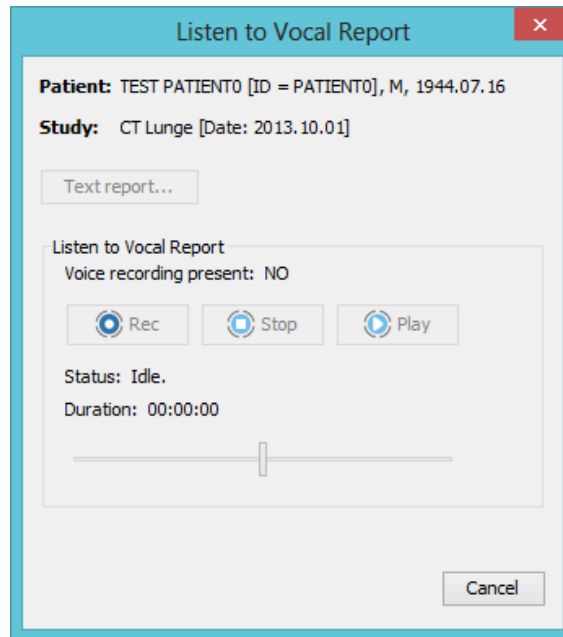 Listen to Vocal Report
Patient: TEST PATIENT0 [ID = PATIENT0], M, 1944.07.16
Study: CT Lunge [Date: 2013.10.01]
Text report...
Listen to Vocal Report
Voice recording present: NO
Rec Stop Play
Status: Idle.
Duration: 00:00:00
Cancel